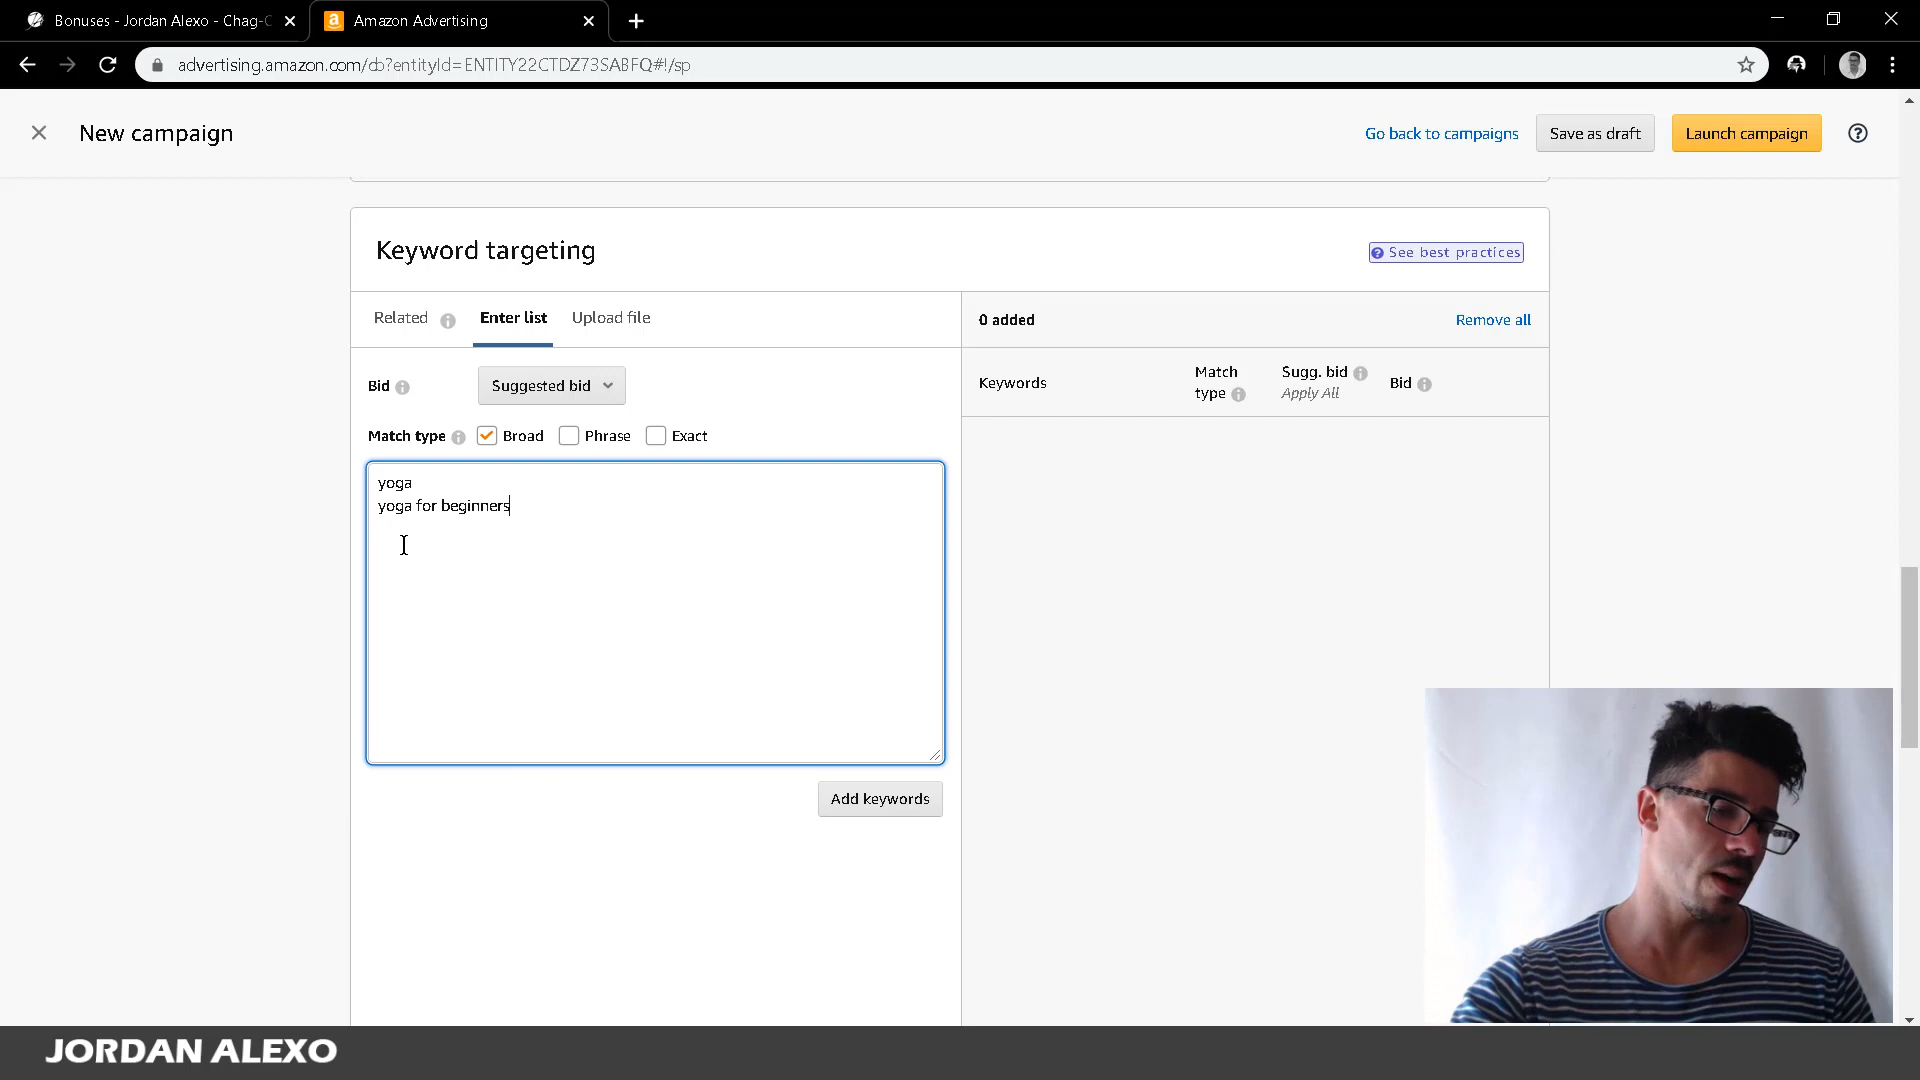 Bonuses - Jordan Alexo - Chag-C
Amazon Advertising
advertising.amazon.com/cb?entityId=ENTITY22CTDZ73SABFQ#!/sp
New campaign
Go back to campaigns
Save as draft
Launch campaign
Keyword targeting
See best practices
Related
Enter list
Upload file
0 added
Remove all
Bid
Suggested bid
Keywords
Match type
Sugg. bid
Apply All
Bid
Match type
Broad
Phrase
Exact
yoga
yoga for beginners
Add keywords
JORDAN ALEXO